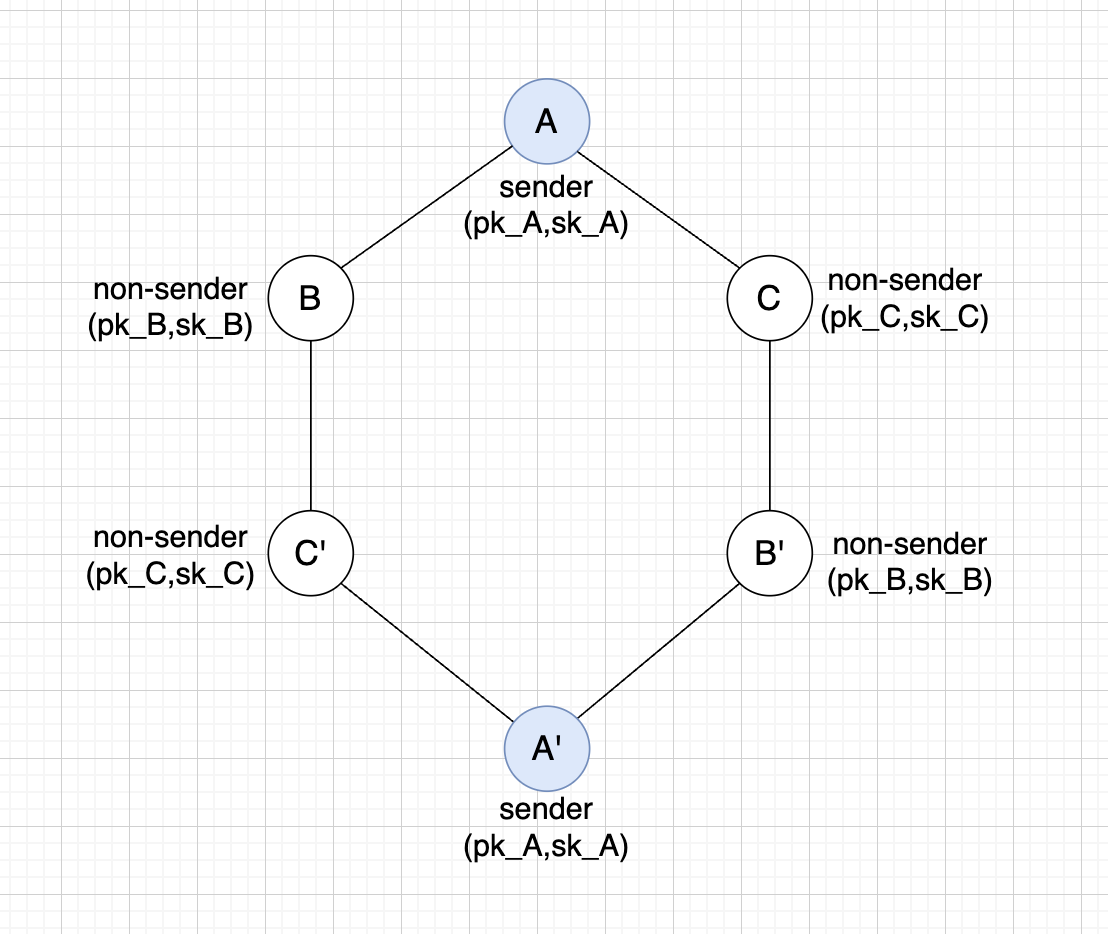 A
sender
(pk_A,sk_A)
non-sender
(pk_B,sk_B)
B
C
non-sender
(pk_C,sk_C)
non-sender
(pk_C,sk_C)
C'
B'
non-sender
(pk_B,sk_B)
A'
sender
(pk_A,sk_A)